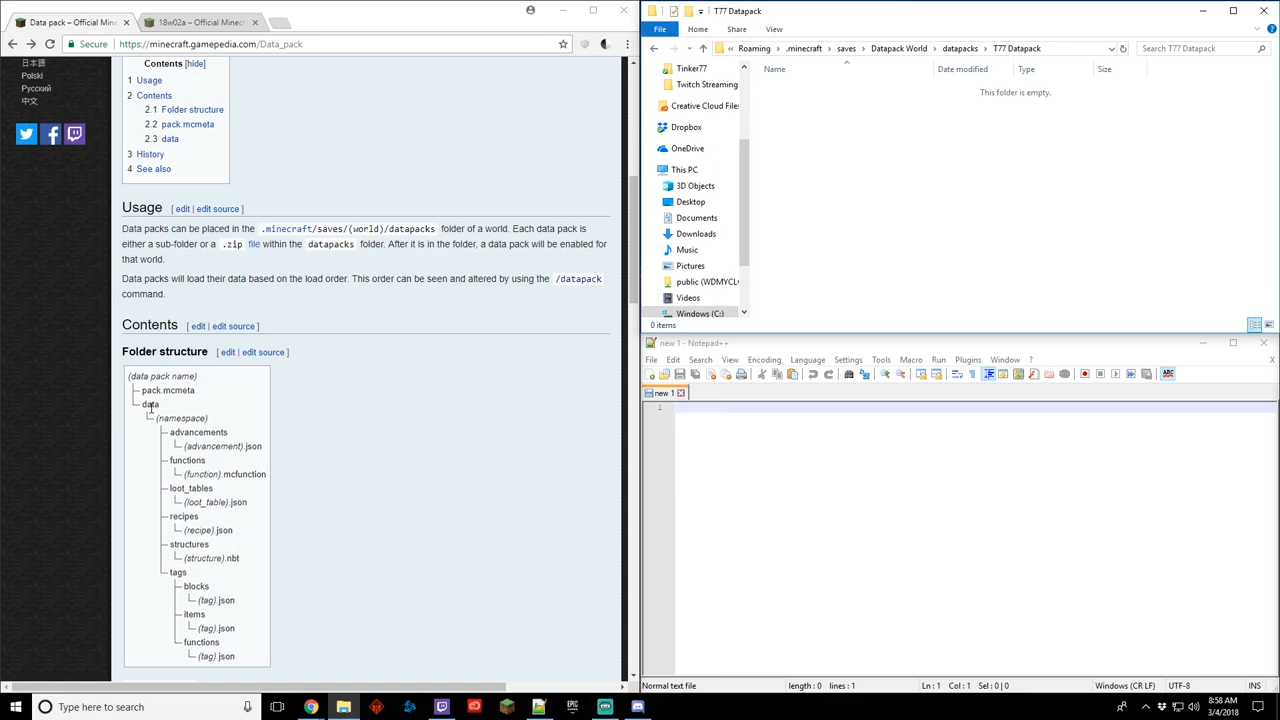 Data pack – Official Mine
18w02a – Official Minec
Secure
https://minecraft.gamepedia.com/Data_pack
日本語
Polski
Русский
中文
Contents [hide]
1 Usage
2 Contents
2.1 Folder structure
2.2 pack.mcmeta
2.3 data
3 History
4 See also
Usage [ edit | edit source ]
Data packs can be placed in the .minecraft/saves/(world)/datapacks folder of a world. Each data pack is
either a sub-folder or a .zip file within the datapacks folder. After it is in the folder, a data pack will be enabled for
that world.
Data packs will load their data based on the load order. This order can be seen and altered by using the /datapack
command.
Contents [ edit | edit source ]
Folder structure [ edit | edit source ]
(data pack name)
pack.mcmeta
data
(namespace)
advancements
(advancement).json
functions
(function).mcfunction
loot_tables
(loot_table).json
recipes
(recipe).json
structures
(structure).nbt
tags
blocks
(tag).json
items
(tag).json
functions
(tag).json
T77 Datapack
File Home Share View
« Roaming .minecraft saves Datapack World datapacks T77 Datapack
Search T77 Datapack
Name Date modified Type Size
This folder is empty.
Tinker77
Twitch Streaming
Creative Cloud Files
Dropbox
OneDrive
This PC
3D Objects
Desktop
Documents
Downloads
Music
Pictures
public (WDMYCL
Videos
Windows (C:)
0 items
new 1 - Notepad++
File Edit Search View Encoding Language Settings Tools Macro Run Plugins Window ? X
ABC
new 1
1
Normal text file length : 0 lines : 1 Ln : 1 Col : 1 Sel : 0 | 0 Windows (CR LF) UTF-8 INS
Type here to search
8:58 AM
3/4/2018